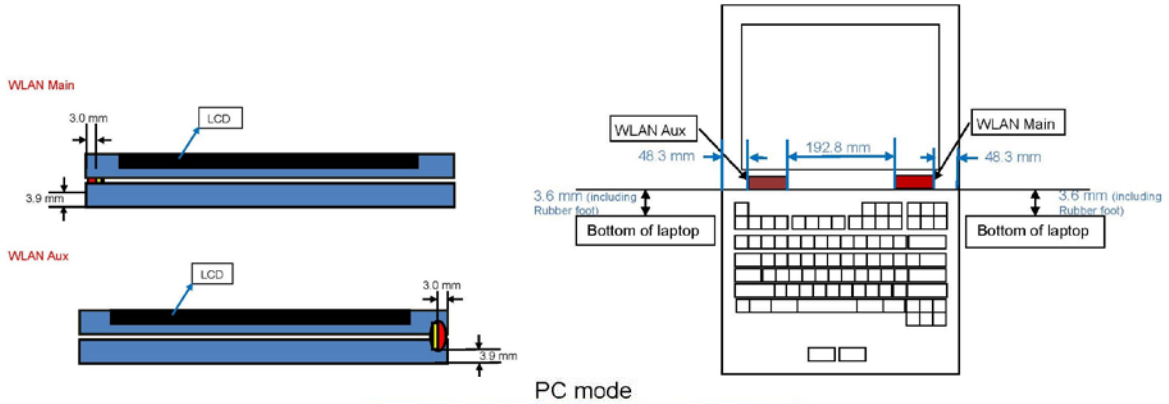 WLAN Main
3.0 mm
LCD
3.9 mm
WLAN Aux
LCD
3.0 mm
3.9 mm
WLAN Aux
WLAN Main
48.3 mm
192.8 mm
48.3 mm
3.6 mm (including
Rubber foot)
3.6 mm (including
Rubber foot)
Bottom of laptop
Bottom of laptop
PC mode